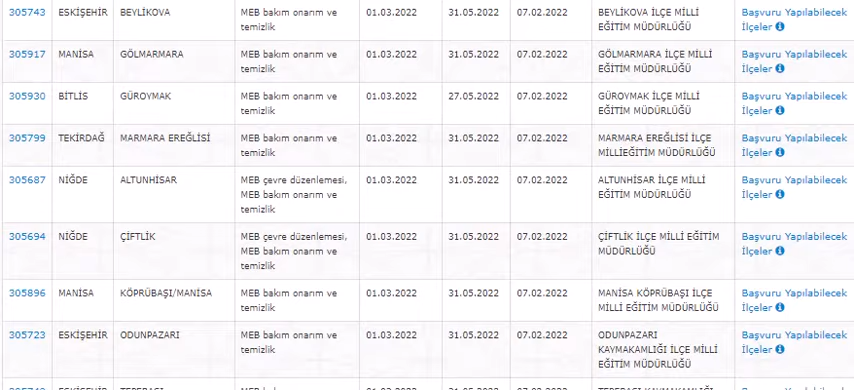 305743 ESKİŞEHİR BEYLİKOVA MEB bakım onarım ve 01.03.2022 31.05.2022 07.02.2022 BEYLİKOVA İLÇE MİLLİ Başvuru Yapılabilecek
temizlik EĞİTİM MÜDÜRLÜĞÜ İlçeler
305917 MANİSA GÖLMARMARA MEB bakım onarım ve 01.03.2022 31.05.2022 07.02.2022 GÖLMARMARA İLÇE MİLLİ Başvuru Yapılabilecek
temizlik EĞİTİM MÜDÜRLÜĞÜ İlçeler
305930 BİTLİS GÜROYMAK MEB bakım onarım ve 01.03.2022 27.05.2022 07.02.2022 GÜROYMAK İLÇE MİLLİ Başvuru Yapılabilecek
temizlik EĞİTİM MÜDÜRLÜĞÜ İlçeler
305799 TEKİRDAĞ MARMARA EREĞLİSİ MEB bakım onarım ve 01.03.2022 31.05.2022 07.02.2022 MARMARA EREĞLİSİ İLÇE Başvuru Yapılabilecek
temizlik MİLLİEĞİTİM MÜDÜRLÜĞÜ İlçeler
305687 NİĞDE ALTUNHİSAR MEB çevre düzenlemesi, 01.03.2022 31.05.2022 07.02.2022 ALTUNHİSAR İLÇE MİLLİ Başvuru Yapılabilecek
MEB bakım onarım ve EĞİTİM MÜDÜRLÜĞÜ İlçeler
temizlik
305694 NİĞDE ÇİFTLİK MEB çevre düzenlemesi, 01.03.2022 31.05.2022 07.02.2022 ÇİFTLİK İLÇE MİLLİ EĞİTİM Başvuru Yapılabilecek
MEB bakım onarım ve MÜDÜRLÜĞÜ İlçeler
temizlik
305896 MANİSA KÖPRÜBAŞI/MANİSA MEB bakım onarım ve 01.03.2022 31.05.2022 07.02.2022 MANİSA KÖPRÜBAŞI İLÇE Başvuru Yapılabilecek
temizlik MİLLİ EĞİTİM MÜDÜRLÜĞÜ İlçeler
305723 ESKİŞEHİR ODUNPAZARI MEB bakım onarım ve 01.03.2022 31.05.2022 07.02.2022 ODUNPAZARI Başvuru Yapılabilecek
temizlik KAYMAKAMLIĞI İLÇE MİLLİ İlçeler
EĞİTİM MÜDÜRLÜĞÜ